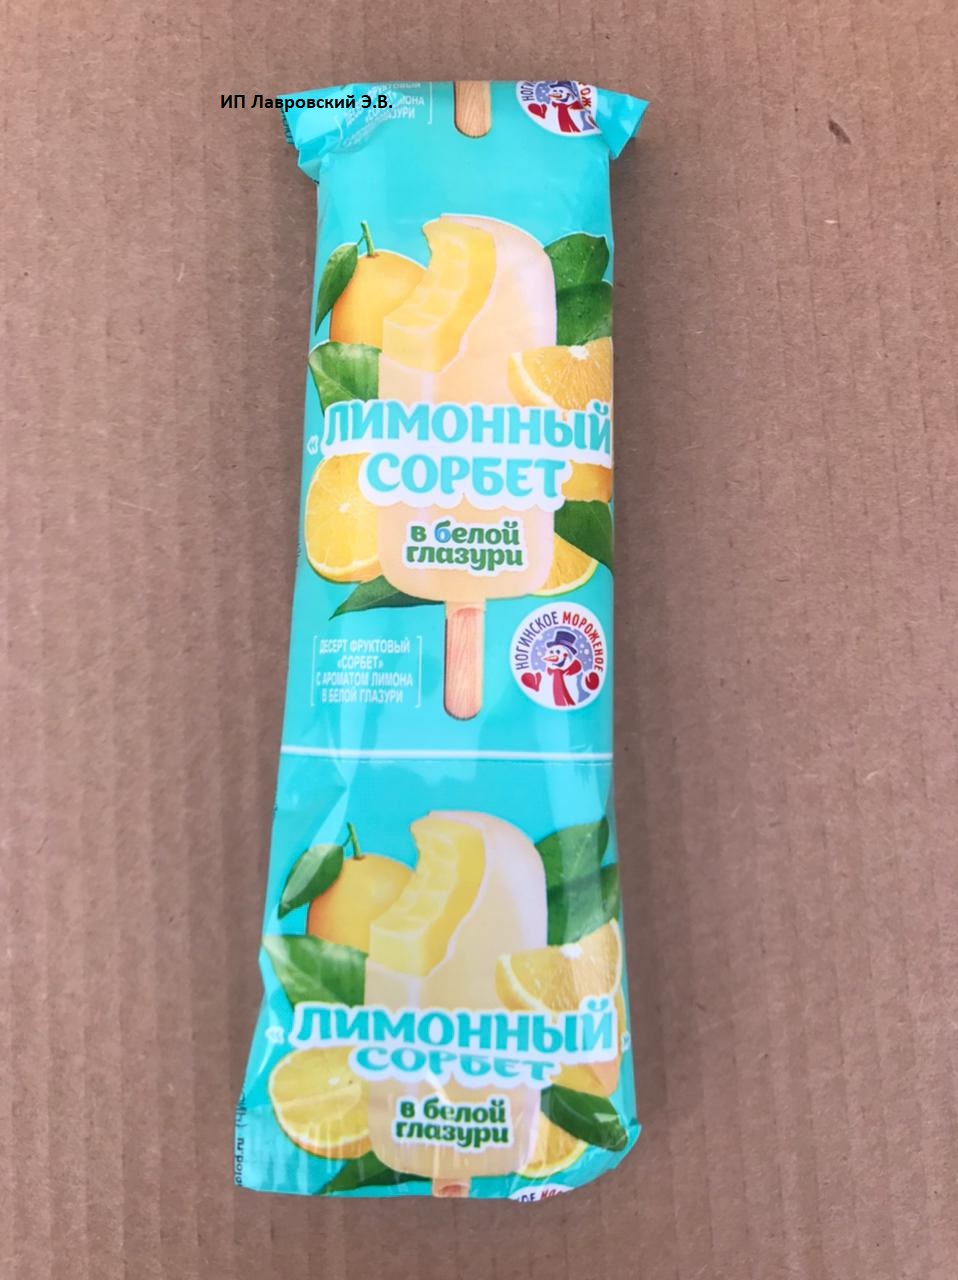 ИП Лавровский Э.В.
ФРУКТОВЫЙ
«ЛИМОННЫЙ
СОРБЕТ
в белой
глазури
ДЕСЕРТ ФРУКТОВЫЙ
«СОРБЕТ»
С АРОМАТОМ ЛИМОНА
В БЕЛОЙ ГЛАЗУРИ
НОГИНСКОЕ МОРОЖЕНОЕ
«ЛИМОННЫЙ»
СОРБЕТ
в белой
глазури